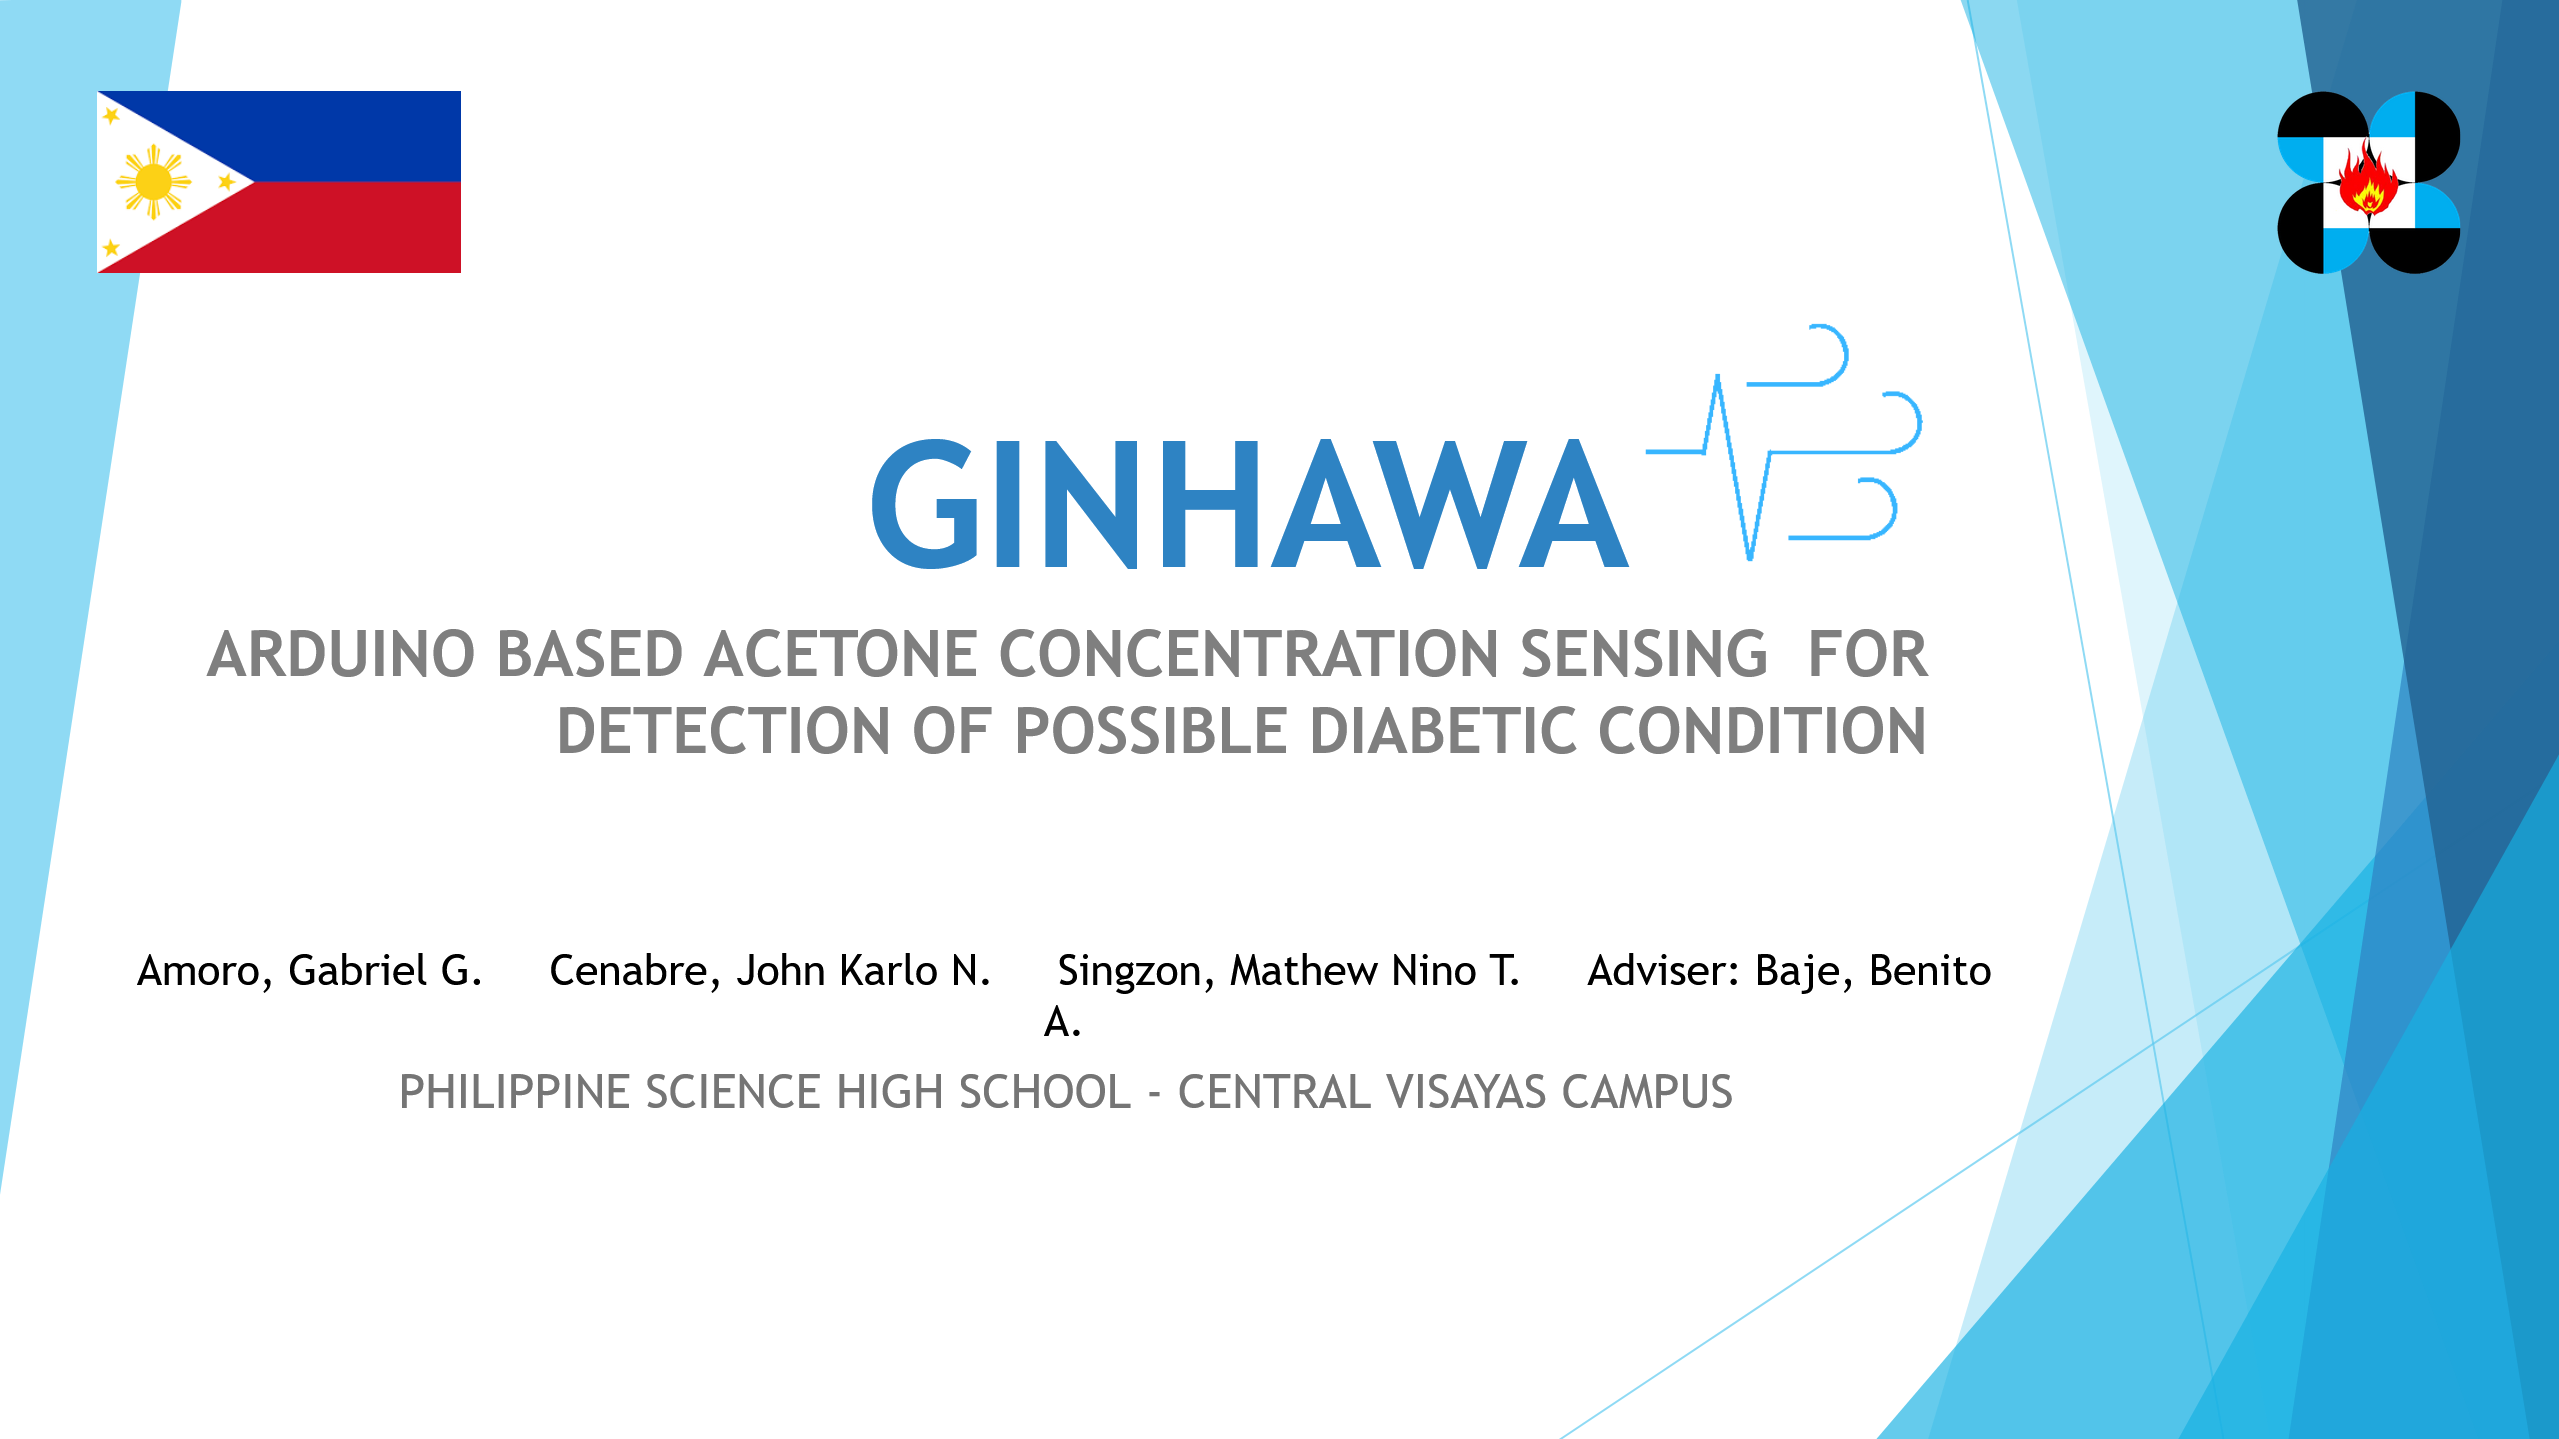 GINHAWA
ARDUINO BASED ACETONE CONCENTRATION SENSING  FOR
DETECTION OF POSSIBLE DIABETIC CONDITION
Amoro, Gabriel G.     Cenabre, John Karlo N.     Singzon, Mathew Nino T.     Adviser: Baje, Benito
A.
PHILIPPINE SCIENCE HIGH SCHOOL - CENTRAL VISAYAS CAMPUS